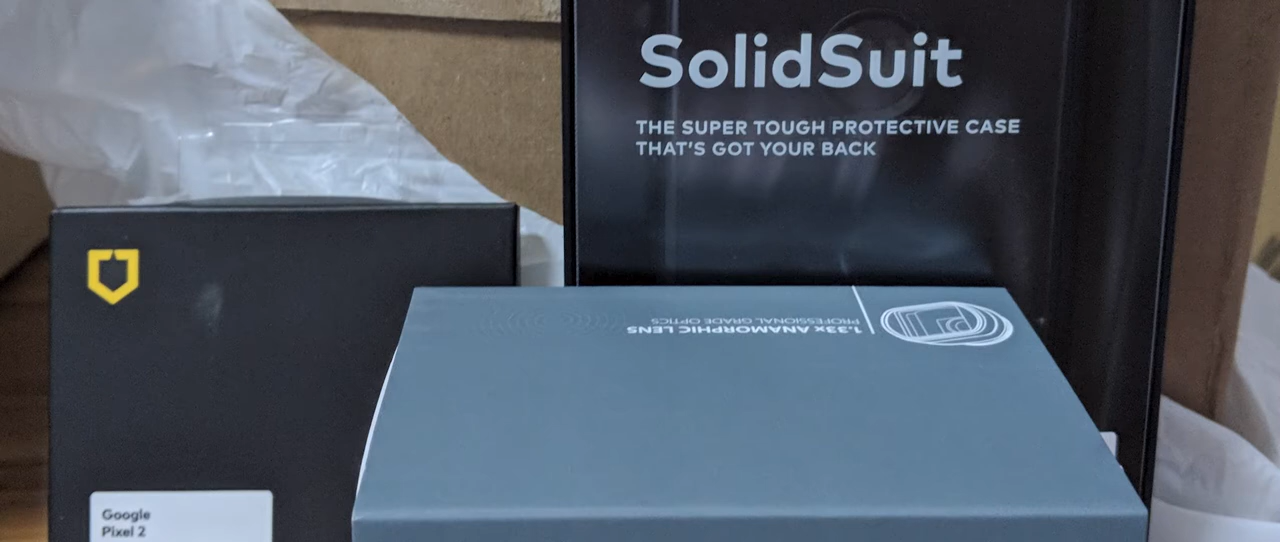 SolidSuit
THE SUPER TOUGH PROTECTIVE CASE
THAT'S GOT YOUR BACK
1.33x ANAMORPHIC LENS
PROFESSIONAL GRADE OPTICS
Google
Pixel 2